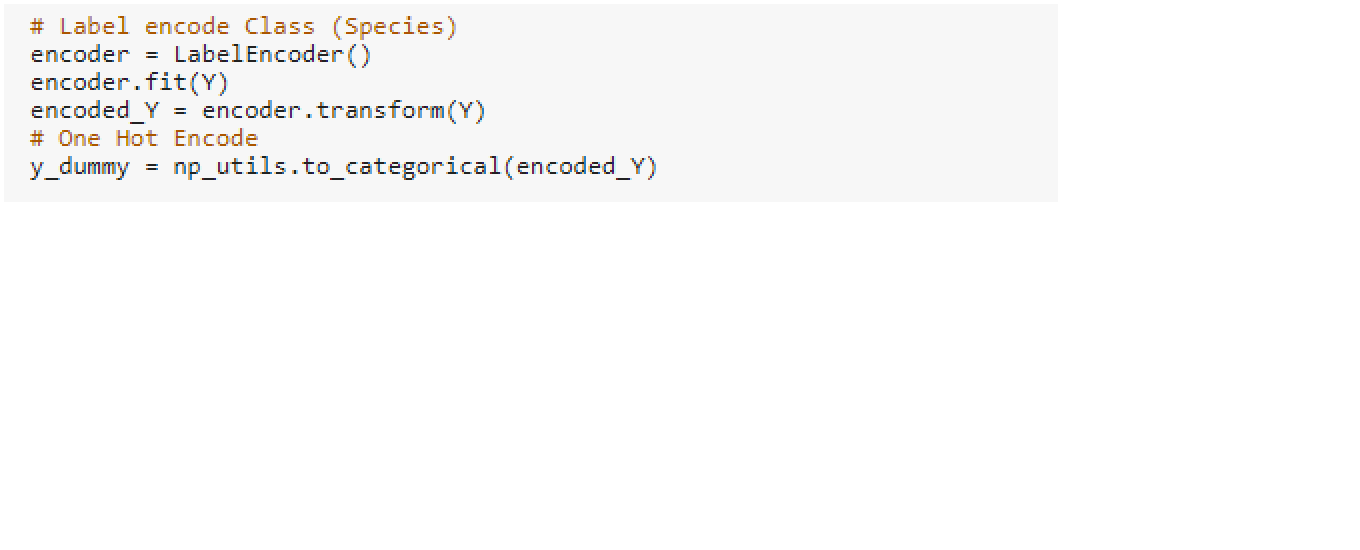 # Label encode Class (Species)
encoder = LabelEncoder()
encoder.fit(Y)
encoded_Y = encoder.transform(Y)
# One Hot Encode
y_dummy = np_utils.to_categorical(encoded_Y)